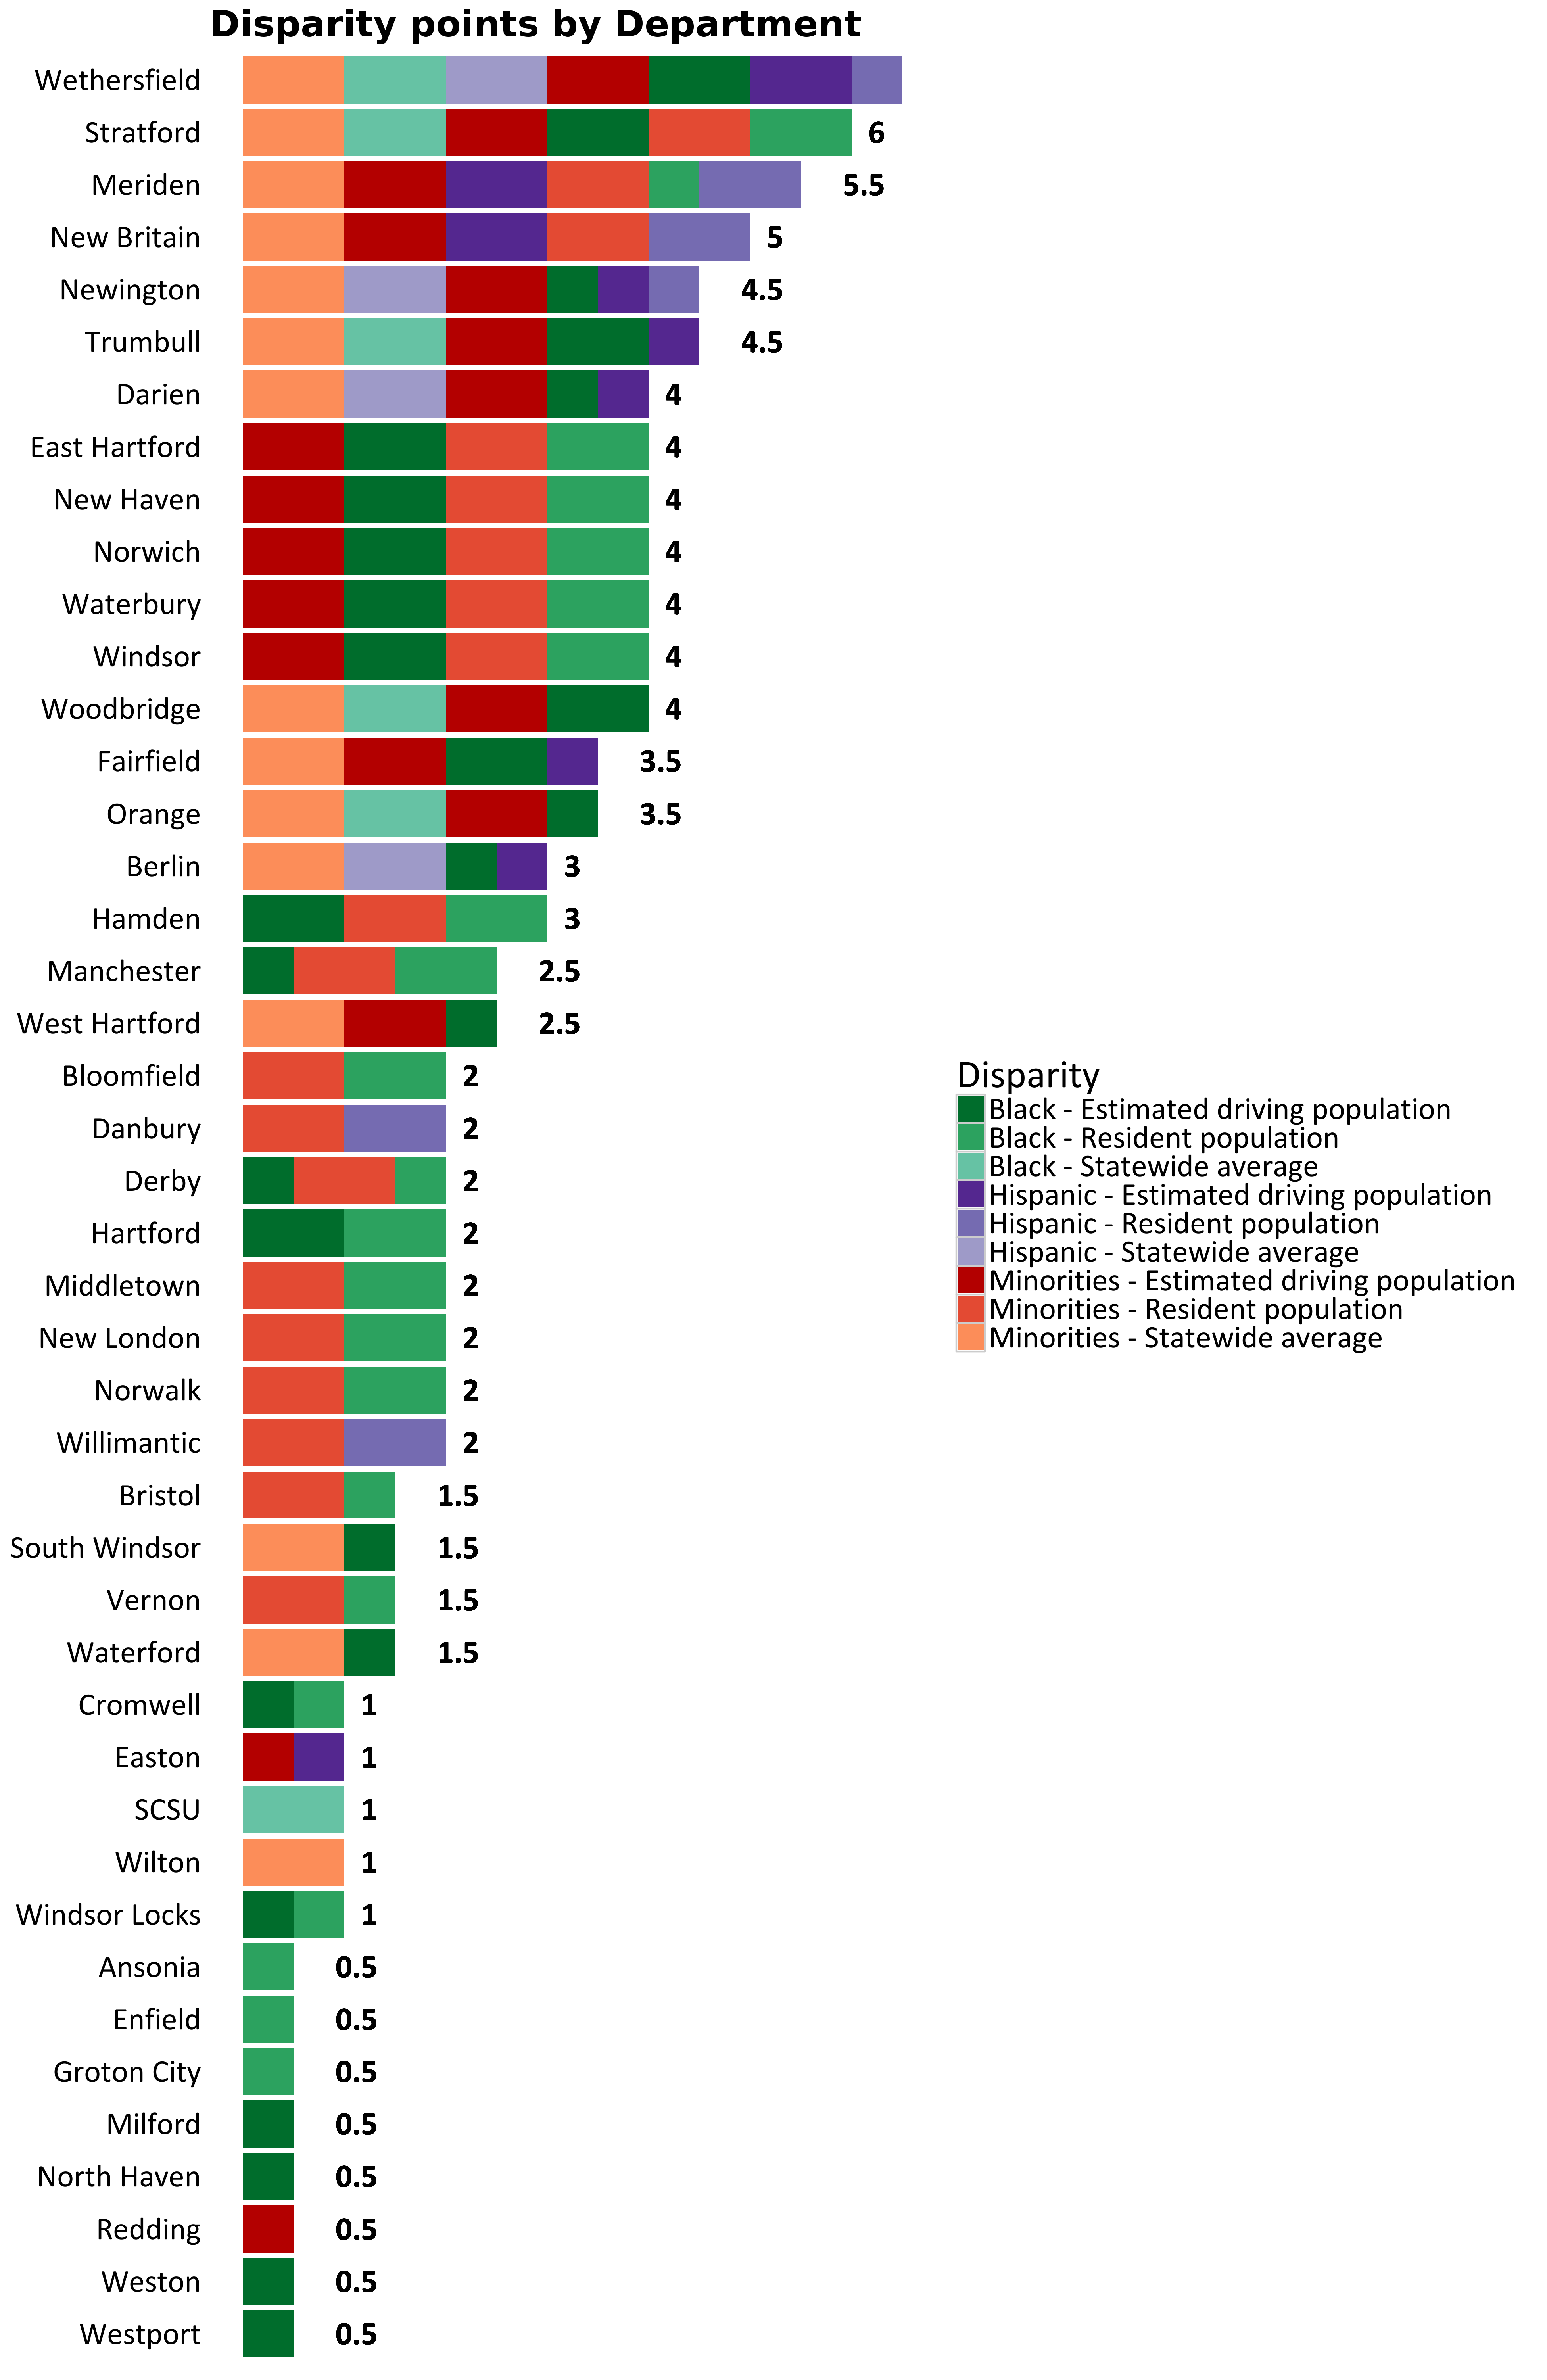 Disparity points by Department
Wethersfield
Stratford 6
Meriden 5.5
New Britain 5
Newington 4.5
Trumbull 4.5
Darien 4
East Hartford 4
New Haven 4
Norwich 4
Waterbury 4
Windsor 4
Woodbridge 4
Fairfield 3.5
Orange 3.5
Berlin 3
Hamden 3
Manchester 2.5
West Hartford 2.5
Bloomfield 2
Danbury 2
Derby 2
Hartford 2
Middletown 2
New London 2
Norwalk 2
Willimantic 2
Bristol 1.5
South Windsor 1.5
Vernon 1.5
Waterford 1.5
Cromwell 1
Easton 1
SCSU 1
Wilton 1
Windsor Locks 1
Ansonia 0.5
Enfield 0.5
Groton City 0.5
Milford 0.5
North Haven 0.5
Redding 0.5
Weston 0.5
Westport 0.5
Disparity
Black - Estimated driving population
Black - Resident population
Black - Statewide average
Hispanic - Estimated driving population
Hispanic - Resident population
Hispanic - Statewide average
Minorities - Estimated driving population
Minorities - Resident population
Minorities - Statewide average